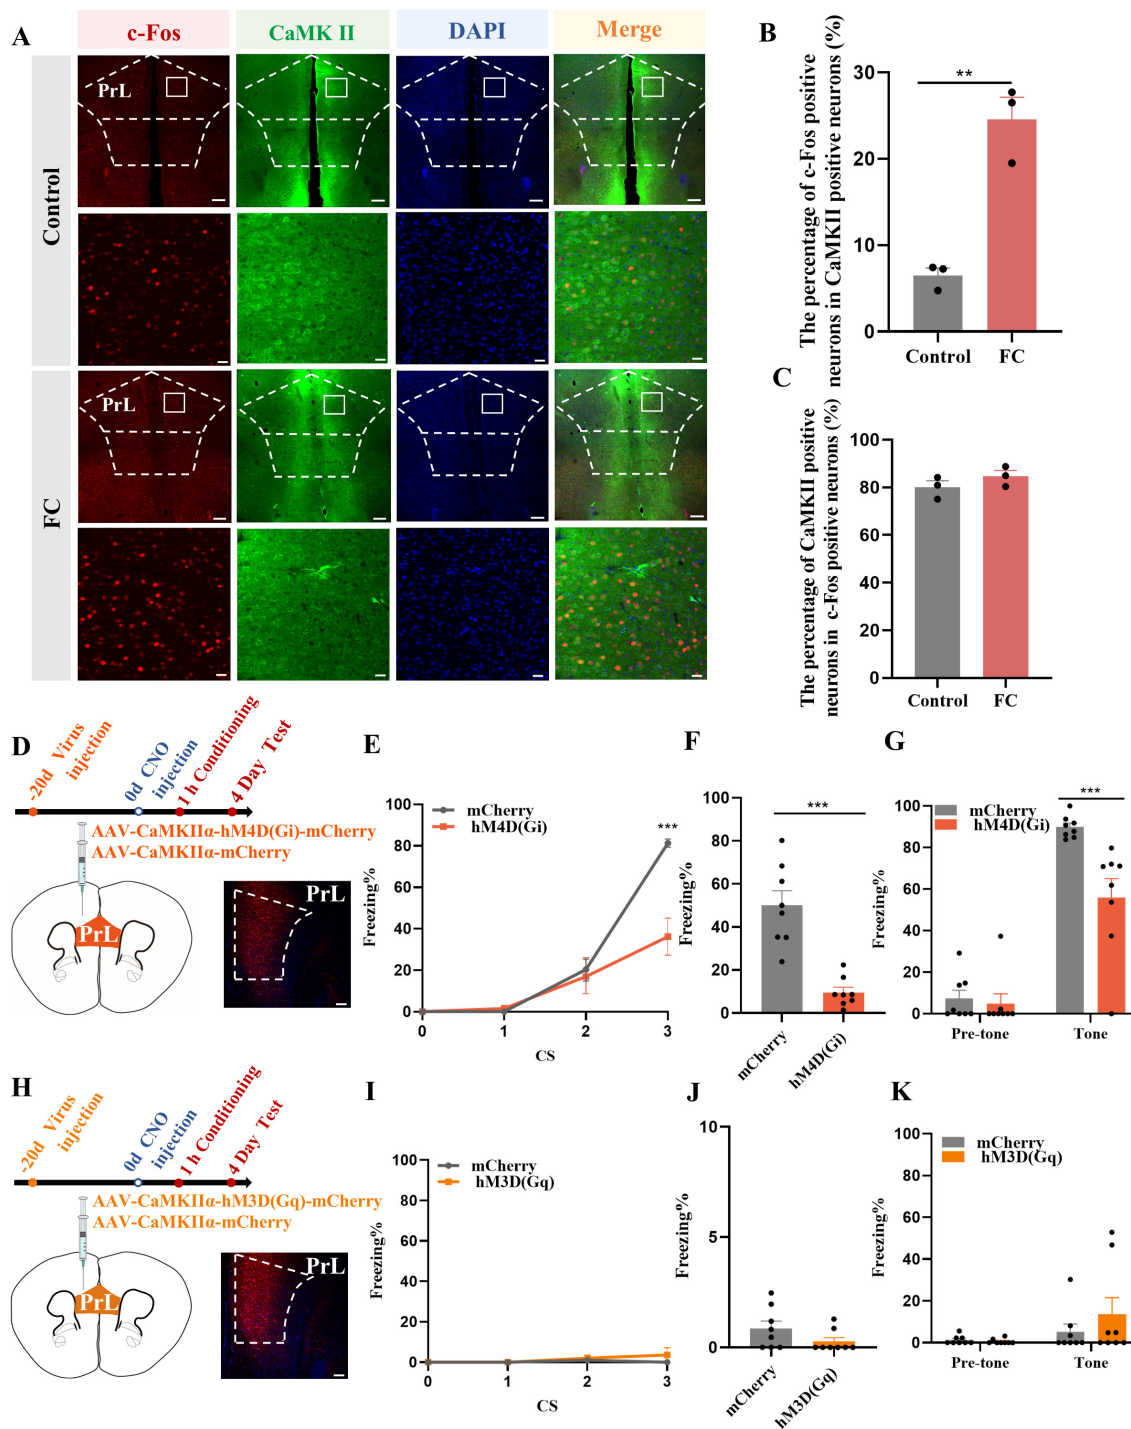 A
c-Fos
CaMK II
DAPI
Merge
Control
PrL
FC
PrL
B
The percentage of c-Fos positive
neurons in CaMKII positive neurons (%)
30
20
10
0
**
Control
FC
C
The percentage of CaMKII positive
neurons in c-Fos positive neurons (%)
100
80
60
40
20
0
Control
FC
D
-20d Virus
injection
0d CNO
injection
1 h Conditioning
4 Day Test
AAV-CaMKIIα-hM4D(Gi)-mCherry
AAV-CaMKIIα-mCherry
PrL
PrL
E
Freezing%
100
80
60
40
20
0
mCherry
hM4D(Gi)
***
0
1
2
3
CS
F
Freezing%
100
80
60
40
20
0
***
mCherry
hM4D(Gi)
G
Freezing%
100
80
60
40
20
0
mCherry
hM4D(Gi)
***
Pre-tone
Tone
H
-20d Virus
injection
0d CNO
injection
1 h Conditioning
4 Day Test
AAV-CaMKIIα-hM3D(Gq)-mCherry
AAV-CaMKIIα-mCherry
PrL
PrL
I
Freezing%
100
80
60
40
20
0
mCherry
hM3D(Gq)
0
1
2
3
CS
J
Freezing%
10
5
0
mCherry
hM3D(Gq)
K
Freezing%
100
80
60
40
20
0
mCherry
hM3D(Gq)
Pre-tone
Tone